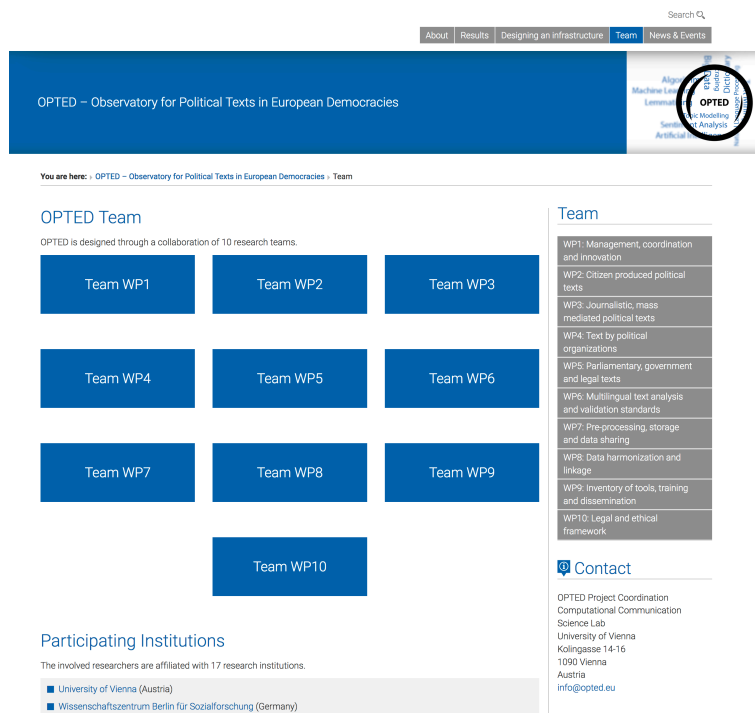 Search
About
Results
Designing an infrastructure
Team
News & Events
OPTED – Observatory for Political Texts in European Democracies
Machine
OPTED
Topic Modelling
Sentiment Analysis
You are here: › OPTED – Observatory for Political Texts in European Democracies › Team
OPTED Team
OPTED is designed through a collaboration of 10 research teams.
Team WP1
Team WP2
Team WP3
Team WP4
Team WP5
Team WP6
Team WP7
Team WP8
Team WP9
Team WP10
Participating Institutions
The involved researchers are affiliated with 17 research institutions.
University of Vienna (Austria)
Wissenschaftszentrum Berlin für Sozialforschung (Germany)
Team
WP1: Management, coordination
and innovation
WP2: Citizen produced political
texts
WP3: Journalistic, mass
mediated political texts
WP4: Text by political
organizations
WP5: Parliamentary, government
and legal texts
WP6: Multilingual text analysis
and validation standards
WP7: Pre-processing, storage
and data sharing
WP8: Data harmonization and
linkage
WP9: Inventory of tools, training
and dissemination
WP10: Legal and ethical
framework
Contact
OPTED Project Coordination
Computational Communication
Science Lab
University of Vienna
Kolingasse 14-16
1090 Vienna
Austria
info@opted.eu